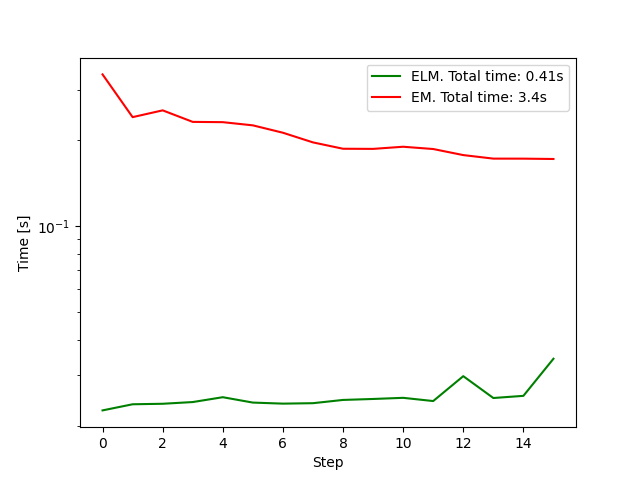 ELM. Total time: 0.41s
EM. Total time: 3.4s
Time [s]
10⁻¹
0 2 4 6 8 10 12 14
Step